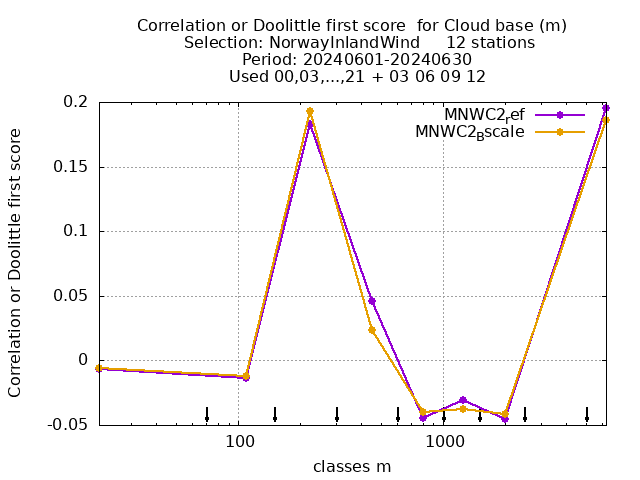 Correlation or Doolittle first score  for Cloud base (m)
Selection: NorwayInlandWind     12 stations
Period: 20240601-20240630
Used 00,03,...,21 + 03 06 09 12
Correlation or Doolittle first score
0.2
0.15
0.1
0.05
0
-0.05
MNWC2ref
MNWC2Bscale
100
1000
classes m